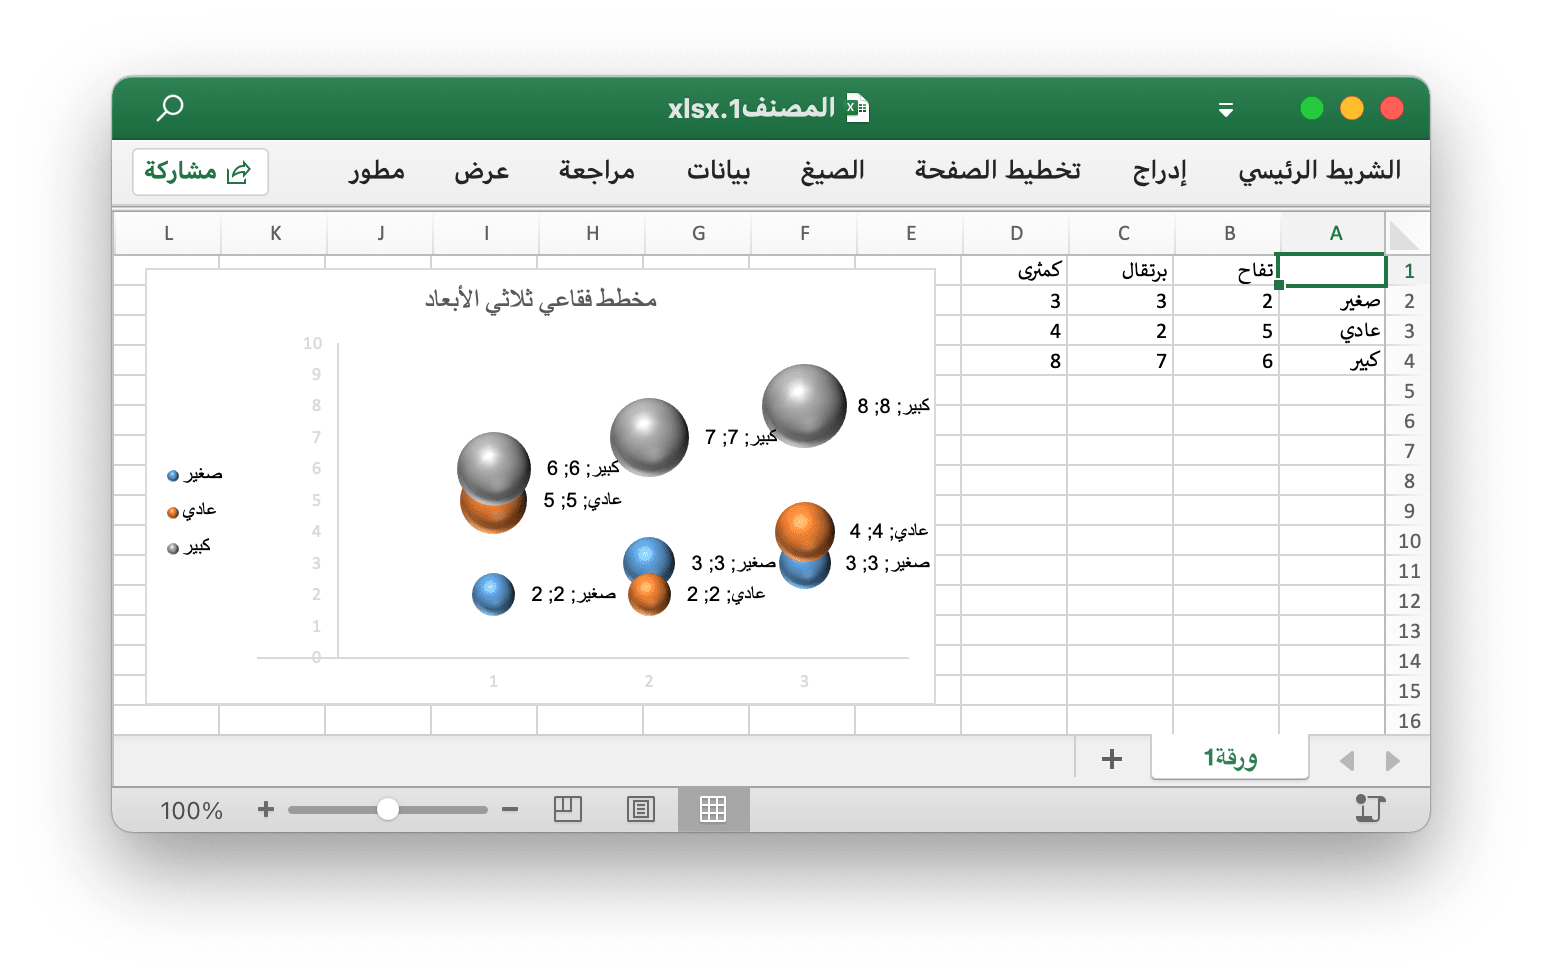 المصنف1.xlsx
الشريط الرئيسي إدراج تخطيط الصفحة الصيغ بيانات مراجعة عرض مطور مشاركة
A B C D E F G H I J K L
1 تفاح برتقال كمثرى
2 صغير 2 3 3
3 عادي 5 2 4
4 كبير 6 7 8
5
6
7
8
9
10
11
12
13
14
15
16
مخطط فقاعي ثلاثي الأبعاد
10
9
8
7
6
5
4
3
2
1
0
1 2 3
كبير; 8; 8
كبير; 7; 7
كبير; 6; 6
عادي; 5; 5
عادي; 4; 4
صغير; 3; 3
صغير; 3; 3
عادي; 2; 2
صغير; 2; 2
صغير
عادي
كبير
ورقة1
100%